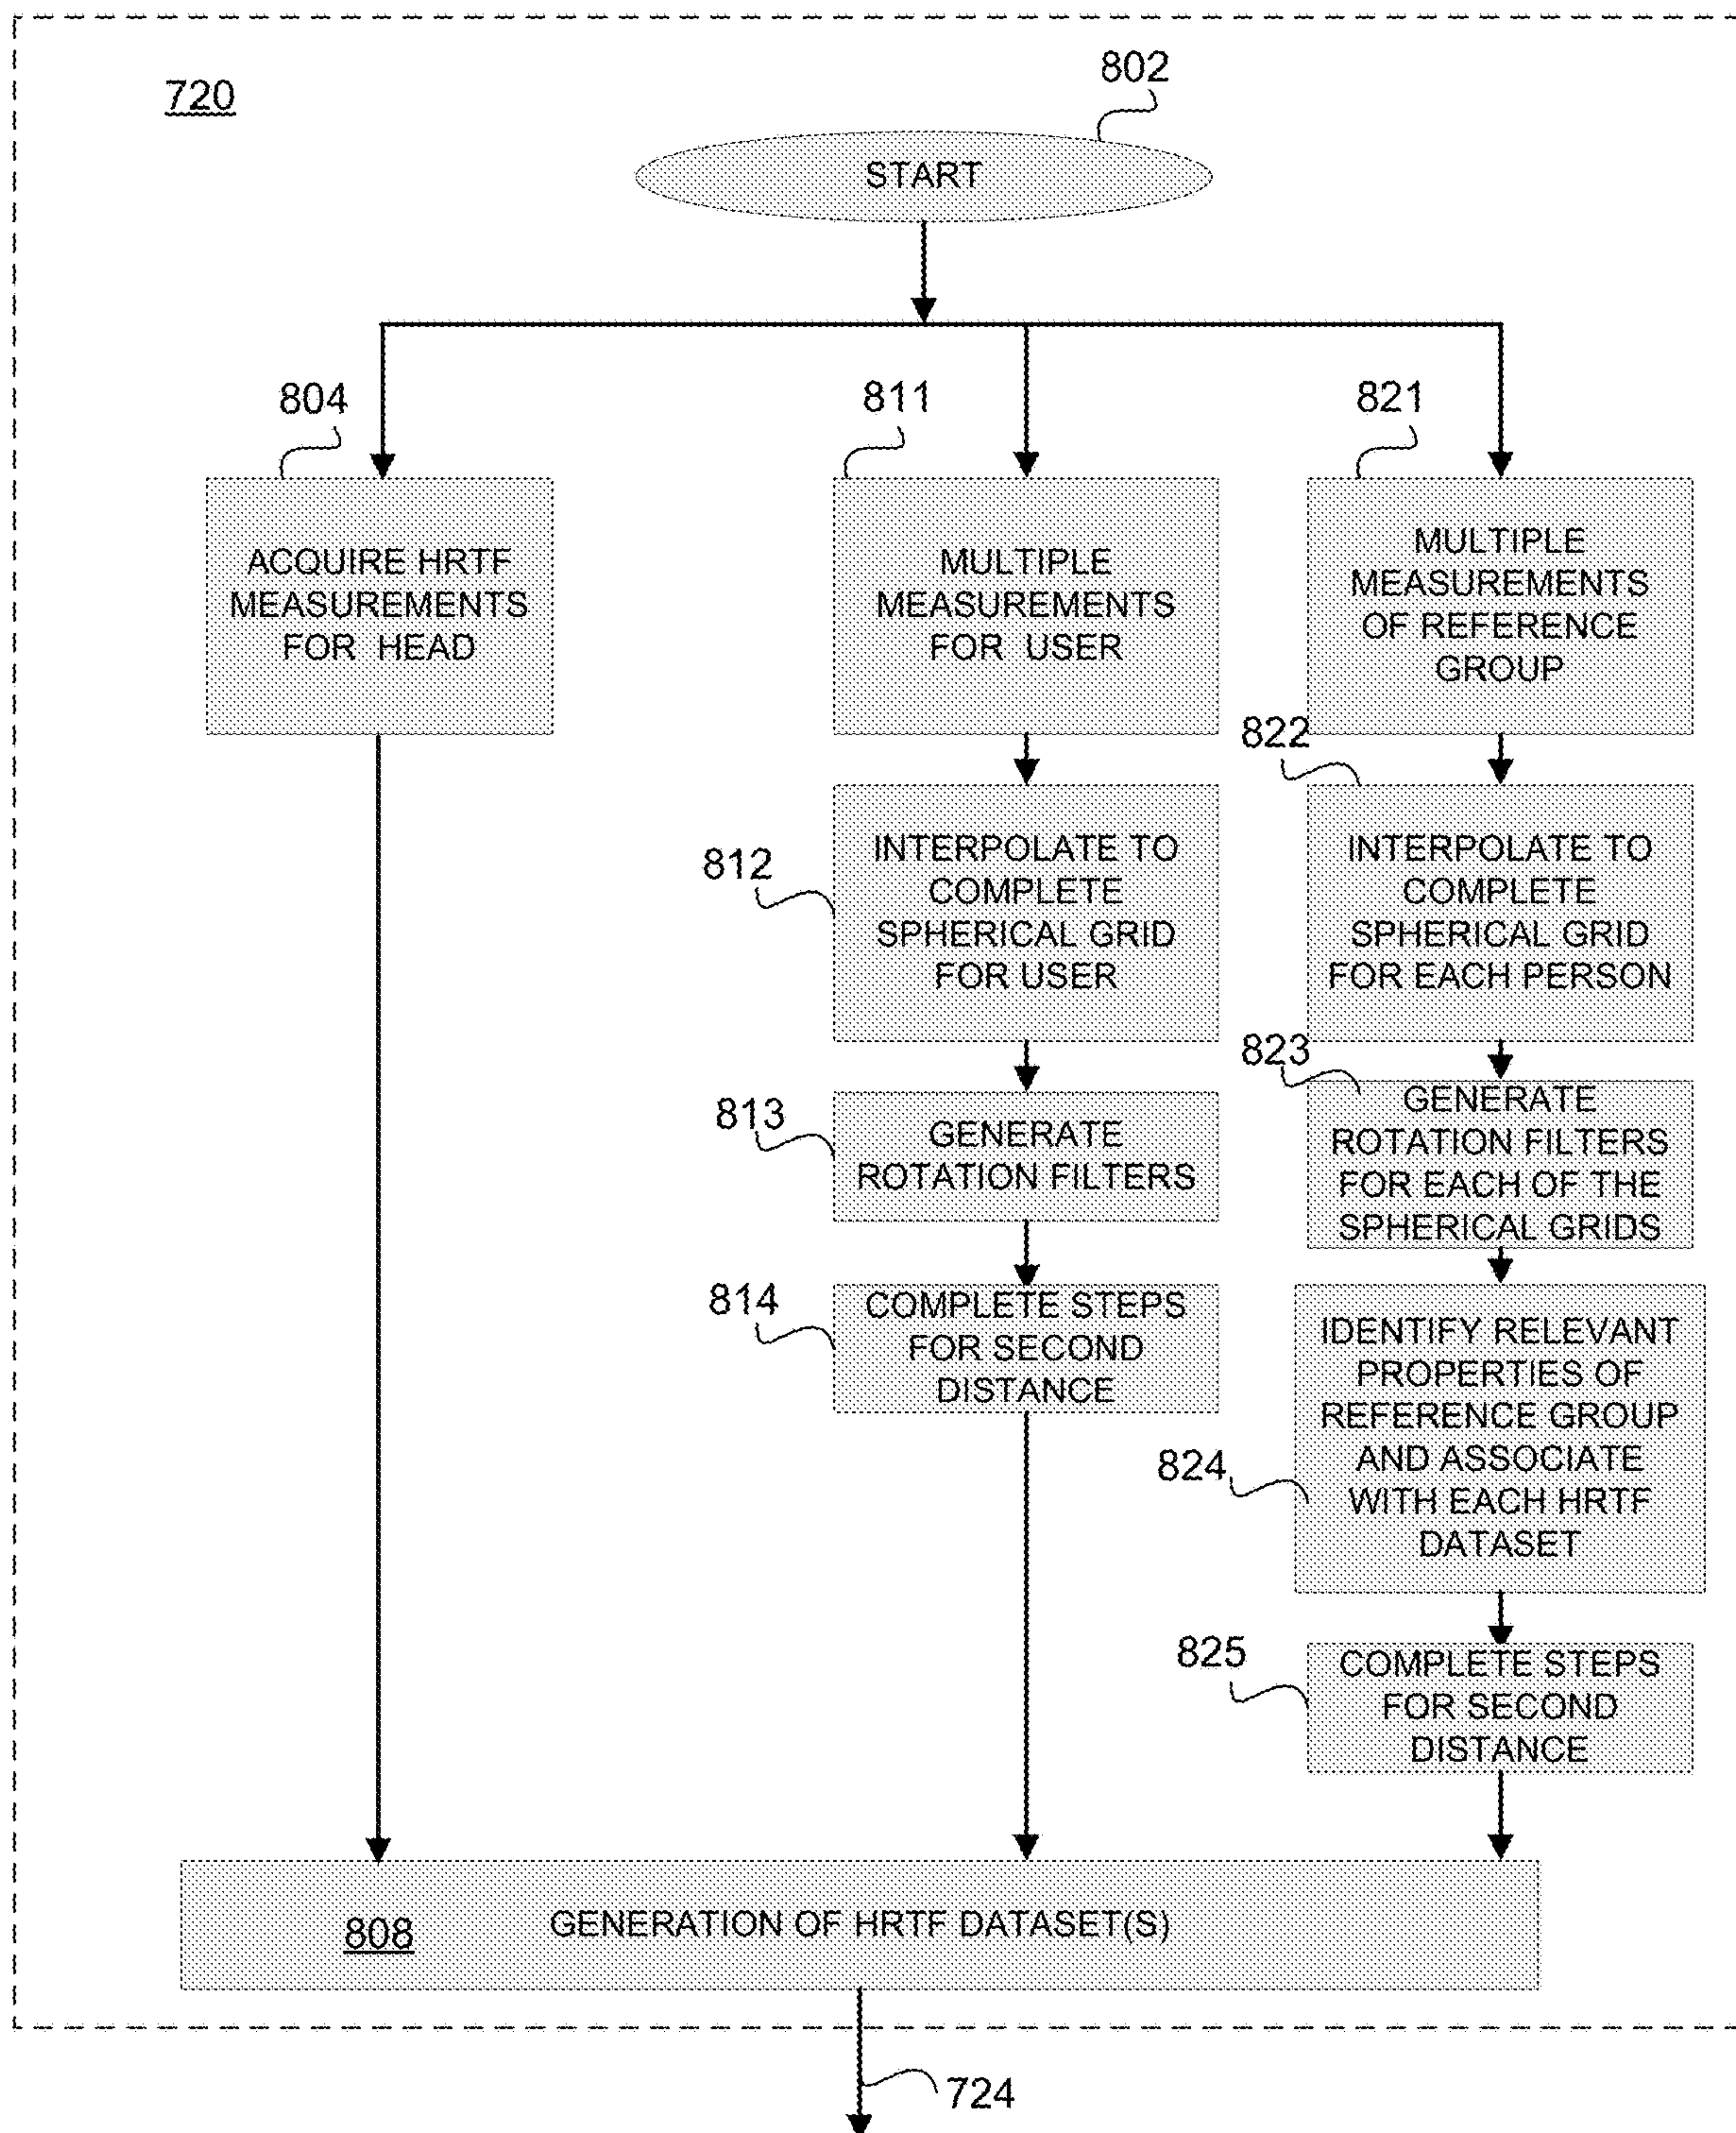 720
802
START
804
811
821
ACQUIRE HRTF
MEASUREMENTS
FOR HEAD
MULTIPLE
MEASUREMENTS
FOR USER
MULTIPLE
MEASUREMENTS
OF REFERENCE
GROUP
822
812
INTERPOLATE TO
COMPLETE
SPHERICAL GRID
FOR USER
INTERPOLATE TO
COMPLETE
SPHERICAL GRID
FOR EACH PERSON
823
813
GENERATE
ROTATION FILTERS
GENERATE
ROTATION FILTERS
FOR EACH OF THE
SPHERICAL GRIDS
814
COMPLETE STEPS
FOR SECOND
DISTANCE
824
IDENTIFY RELEVANT
PROPERTIES OF
REFERENCE GROUP
AND ASSOCIATE
WITH EACH HRTF
DATASET
825
COMPLETE STEPS
FOR SECOND
DISTANCE
808
GENERATION OF HRTF DATASET(S)
724